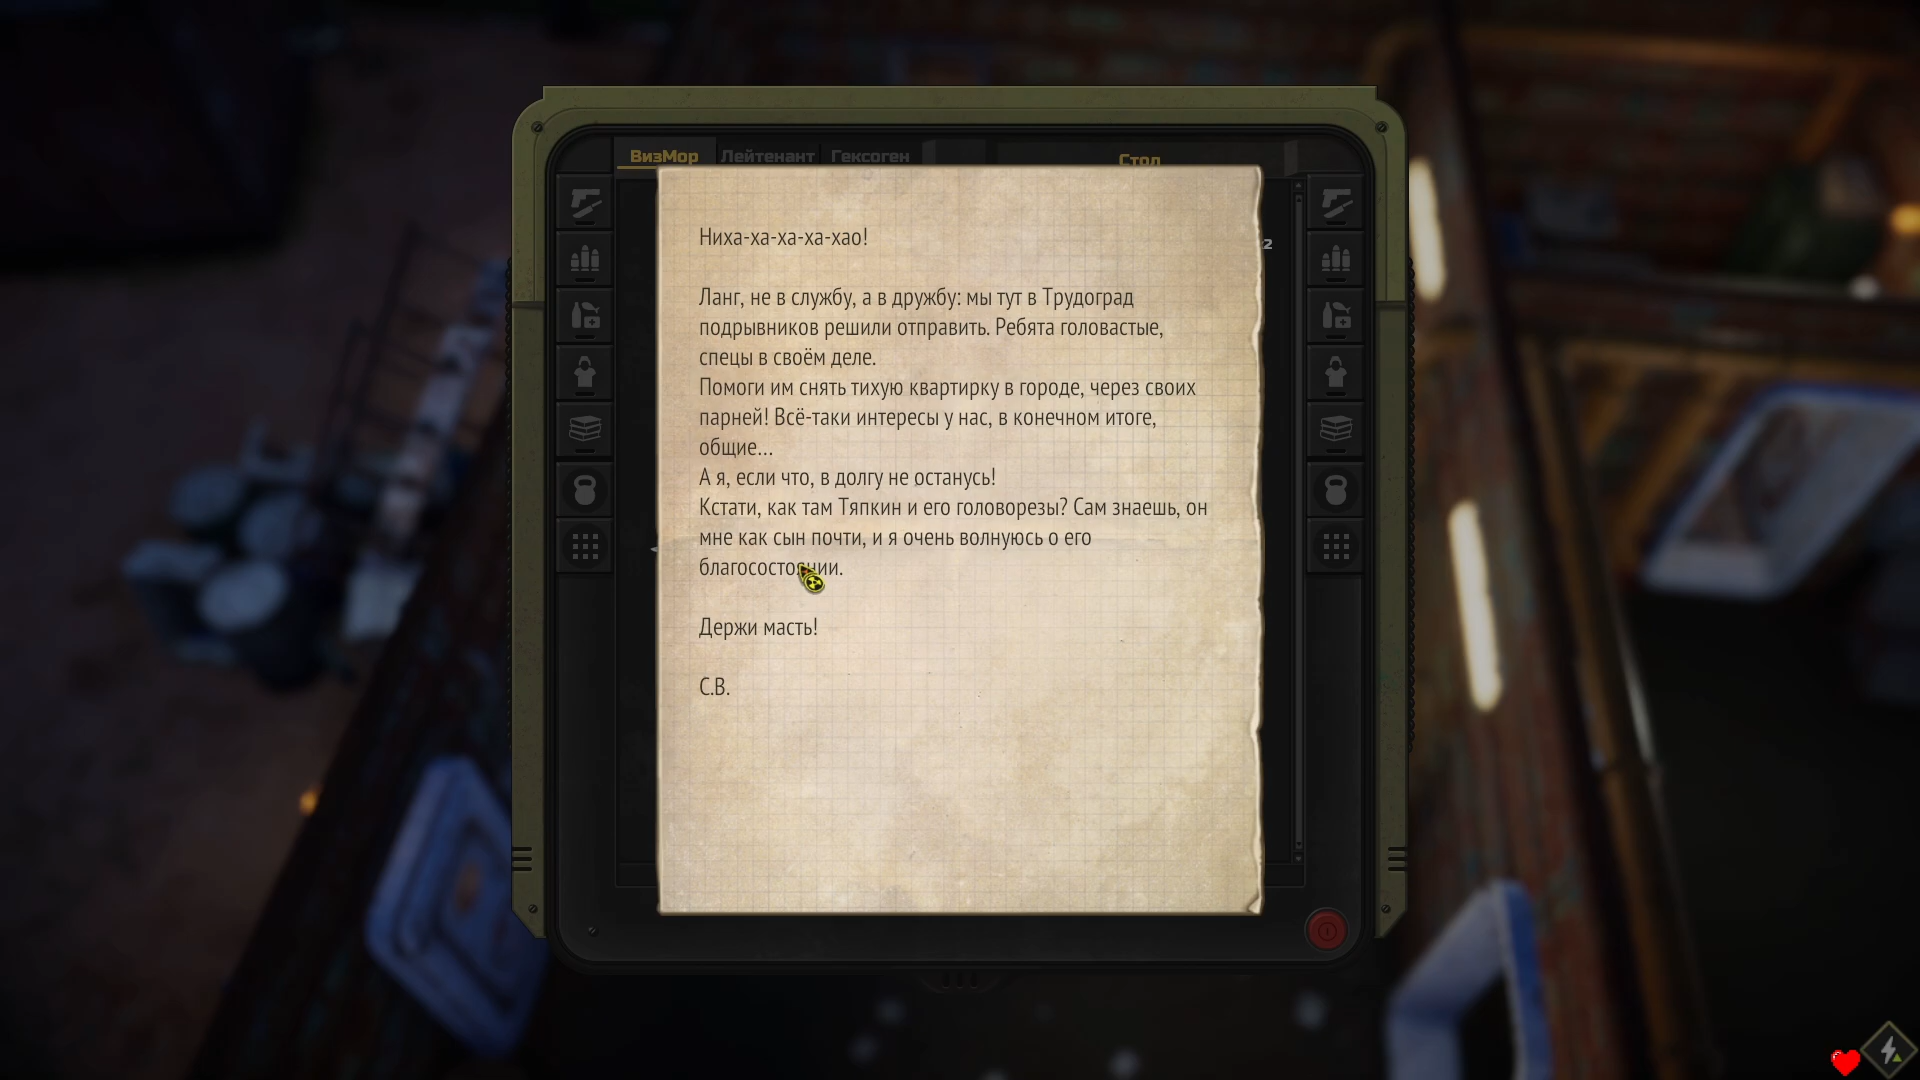 ВизМор Лейтенант Гексоген Стол
2
Ниха-ха-ха-ха-хао!
Ланг, не в службу, а в дружбу: мы тут в Трудоград
подрывников решили отправить. Ребята головастые,
спецы в своём деле.
Помоги им снять тихую квартирку в городе, через своих
парней! Всё-таки интересы у нас, в конечном итоге,
общие...
А я, если что, в долгу не останусь!
Кстати, как там Тяпкин и его головорезы? Сам знаешь, он
мне как сын почти, и я очень волнуюсь о его
благосостоянии.
Держи масть!
С.В.